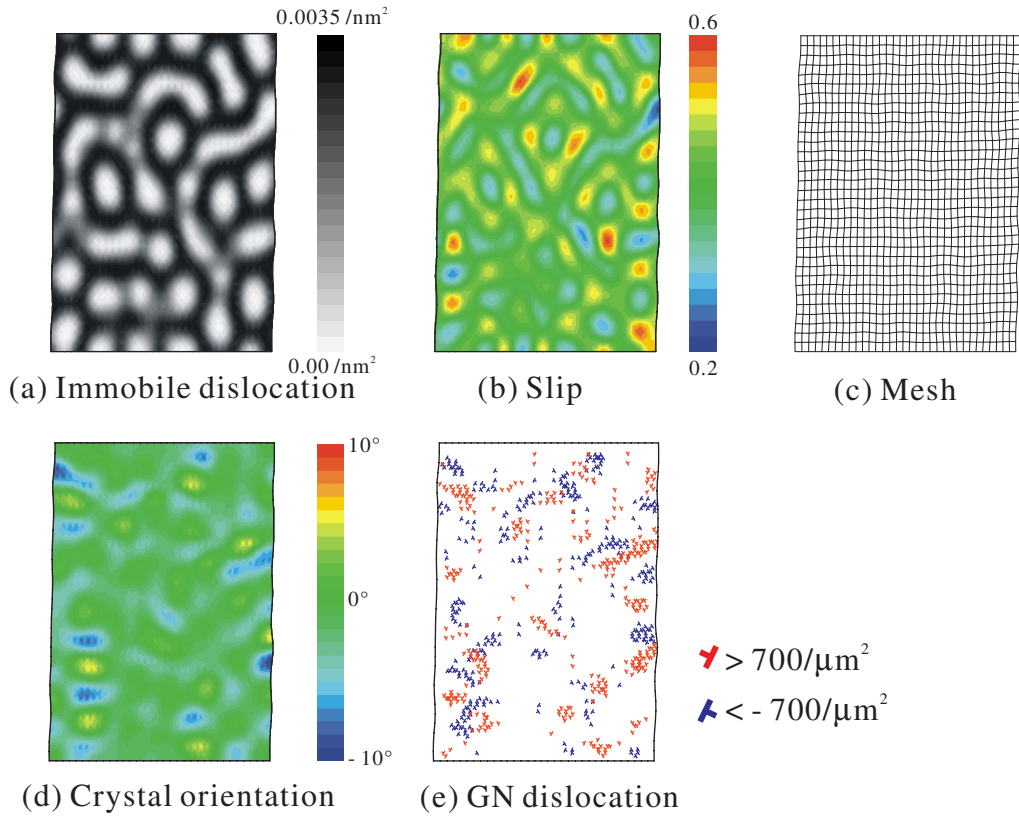 0.0035 /nm²
0.00 /nm²
(a) Immobile dislocation
0.6
0.2
(b) Slip
(c) Mesh
10°
0°
- 10°
(d) Crystal orientation
(e) GN dislocation
> 700/μm²
< - 700/μm²